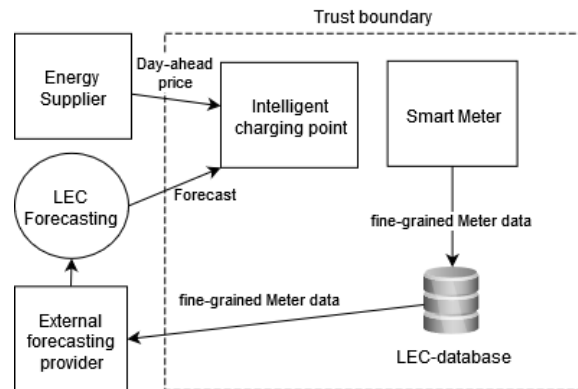 Trust boundary
Energy
Supplier
Day-ahead
price
Intelligent
charging point
Smart Meter
LEC
Forecasting
Forecast
fine-grained Meter data
fine-grained Meter data
External
forecasting
provider
LEC-database